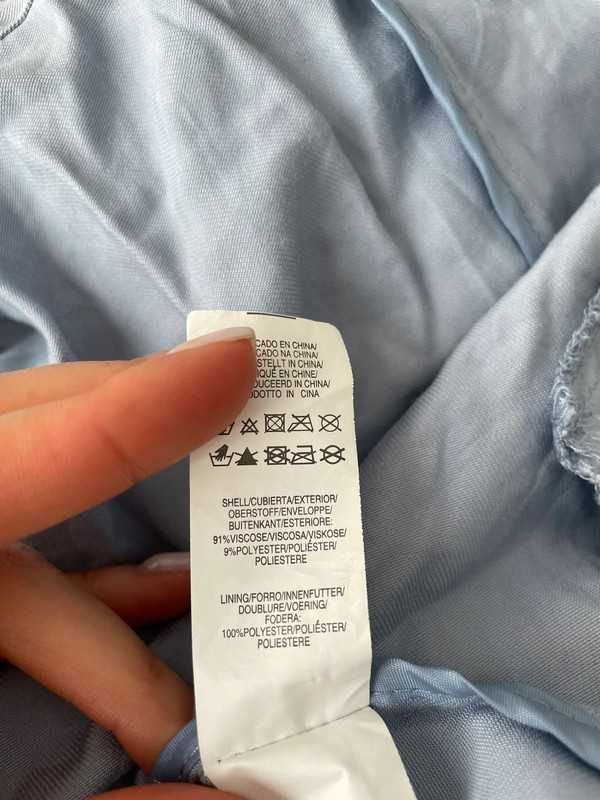 CADO EN CHINA/
CADO NA CHINA/
STELLT IN CHINA/
IQUÉ EN CHINE/
DUCEERD IN CHINA/
ODOTTO IN CINA
SHELL/CUBIERTA/EXTERIOR/
OBERSTOFF/ENVELOPPE/
BUITENKANT/ESTERIORE:
91%VISCOSE/VISCOSA/VISKOSE/
9%POLYESTER/POLIÉSTER/
POLIESTERE
LINING/FORRO/INNENFUTTER/
DOUBLURE/VOERING/
FODERA:
100%POLYESTER/POLIÉSTER/
POLIESTERE